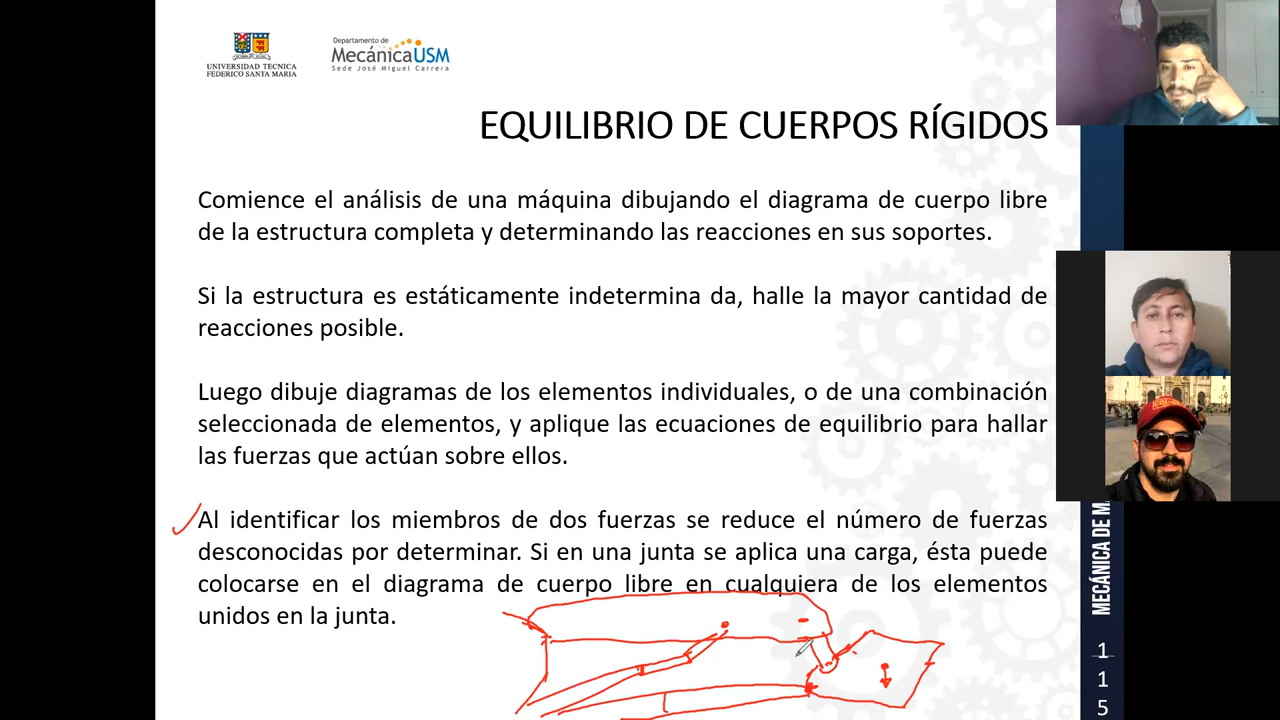 UNIVERSIDAD TECNICA
FEDERICO SANTA MARIA
Departamento de
MecánicaUSM
Sede José Miguel Carrera
EQUILIBRIO DE CUERPOS RÍGIDOS
Comience el análisis de una máquina dibujando el diagrama de cuerpo libre
de la estructura completa y determinando las reacciones en sus soportes.
Si la estructura es estáticamente indetermina da, halle la mayor cantidad de
reacciones posible.
Luego dibuje diagramas de los elementos individuales, o de una combinación
seleccionada de elementos, y aplique las ecuaciones de equilibrio para hallar
las fuerzas que actúan sobre ellos.
Al identificar los miembros de dos fuerzas se reduce el número de fuerzas
desconocidas por determinar. Si en una junta se aplica una carga, ésta puede
colocarse en el diagrama de cuerpo libre en cualquiera de los elementos
unidos en la junta.
MECÁNICA DE M
1
1
5